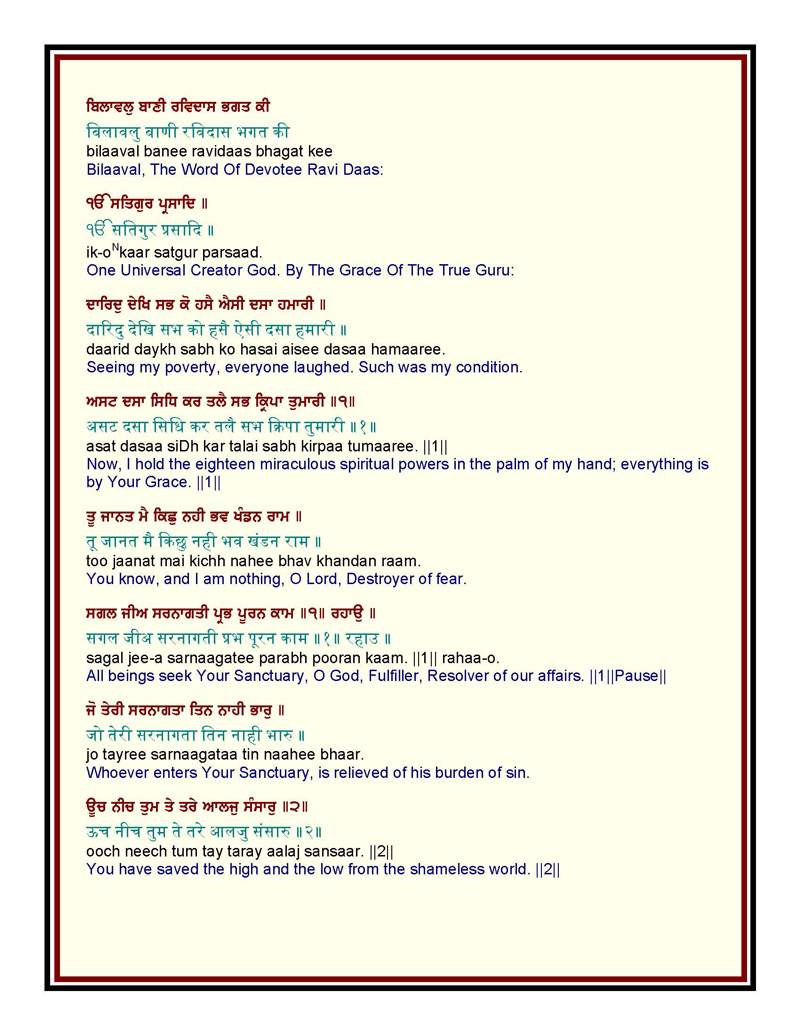 ਬਿਲਾਵਲੁ ਬਾਣੀ ਰਵਿਦਾਸ ਭਗਤ ਕੀ
बिलावलु बाणी रविदास भगत की
bilaaval banee ravidaas bhagat kee
Bilaaval, The Word Of Devotee Ravi Daas:
ੴ ਸਤਿਗੁਰ ਪ੍ਰਸਾਦਿ ॥
ੴ सतिगुर प्रसादि ॥
ik-oᴺkaar satgur parsaad.
One Universal Creator God. By The Grace Of The True Guru:
ਦਾਰਿਦੁ ਦੇਖਿ ਸਭ ਕੋ ਹਸੈ ਐਸੀ ਦਸਾ ਹਮਾਰੀ ॥
दारिदु देखि सभ को हसै ऐसी दसा हमारी ॥
daarid daykh sabh ko hasai aisee dasaa hamaaree.
Seeing my poverty, everyone laughed. Such was my condition.
ਅਸਟ ਦਸਾ ਸਿਧਿ ਕਰ ਤਲੈ ਸਭ ਕ੍ਰਿਪਾ ਤੁਮਾਰੀ ॥੧॥
असट दसा सिधि कर तलै सभ क्रिपा तुमारी ॥१॥
asat dasaa siDh kar talai sabh kirpaa tumaaree. ||1||
Now, I hold the eighteen miraculous spiritual powers in the palm of my hand; everything is
by Your Grace. ||1||
ਤੂ ਜਾਨਤ ਮੈ ਕਿਛੁ ਨਹੀ ਭਵ ਖੰਡਨ ਰਾਮ ॥
तू जानत मै किछु नही भव खंडन राम ॥
too jaanat mai kichh nahee bhav khandan raam.
You know, and I am nothing, O Lord, Destroyer of fear.
ਸਗਲ ਜੀਅ ਸਰਨਾਗਤੀ ਪ੍ਰਭ ਪੂਰਨ ਕਾਮ ॥੧॥ ਰਹਾਉ ॥
सगल जीअ सरनागती प्रभ पूरन काम ॥१॥ रहाउ ॥
sagal jee-a sarnaagatee parabh pooran kaam. ||1|| rahaa-o.
All beings seek Your Sanctuary, O God, Fulfiller, Resolver of our affairs. ||1||Pause||
ਜੋ ਤੇਰੀ ਸਰਨਾਗਤਾ ਤਿਨ ਨਾਹੀ ਭਾਰੁ ॥
जो तेरी सरनागता तिन नाही भारु ॥
jo tayree sarnaagataa tin naahee bhaar.
Whoever enters Your Sanctuary, is relieved of his burden of sin.
ਊਚ ਨੀਚ ਤੁਮ ਤੇ ਤਰੇ ਆਲਜੁ ਸੰਸਾਰੁ ॥੨॥
ऊच नीच तुम ते तरे आलजु संसारु ॥२॥
ooch neech tum tay taray aalaj sansaar. ||2||
You have saved the high and the low from the shameless world. ||2||